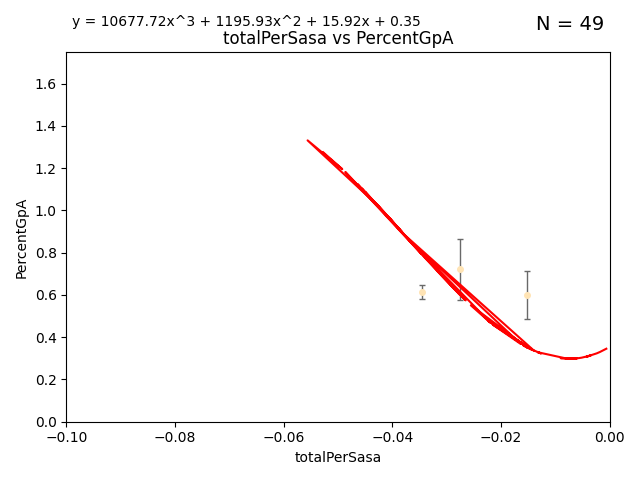 y = 10677.72x^3 + 1195.93x^2 + 15.92x + 0.35
N = 49
totalPerSasa vs PercentGpA
1.6
1.4
1.2
1.0
0.8
0.6
0.4
0.2
0.0
PercentGpA
−0.10 −0.08 −0.06 −0.04 −0.02 0.00
totalPerSasa